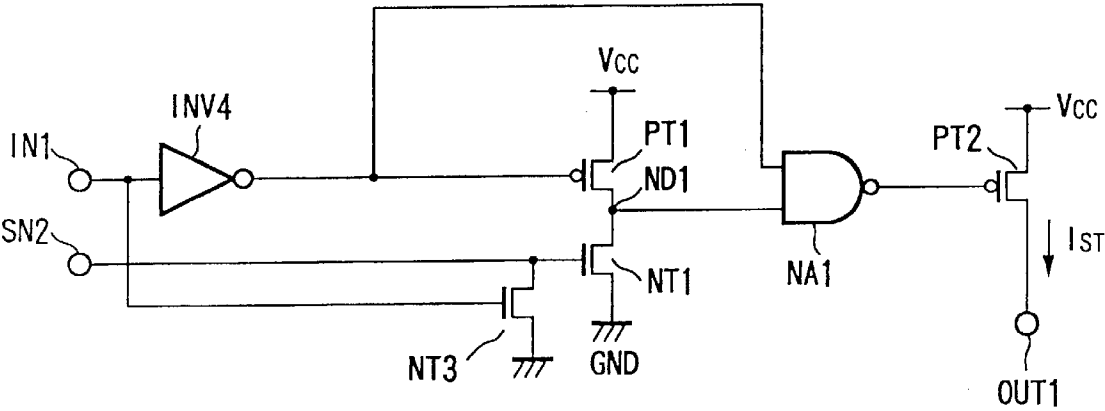 VCC
INV4
IN1
PT1
VCC
PT2
ND1
SN2
NT1
NA1
IST
NT3
GND
OUT1